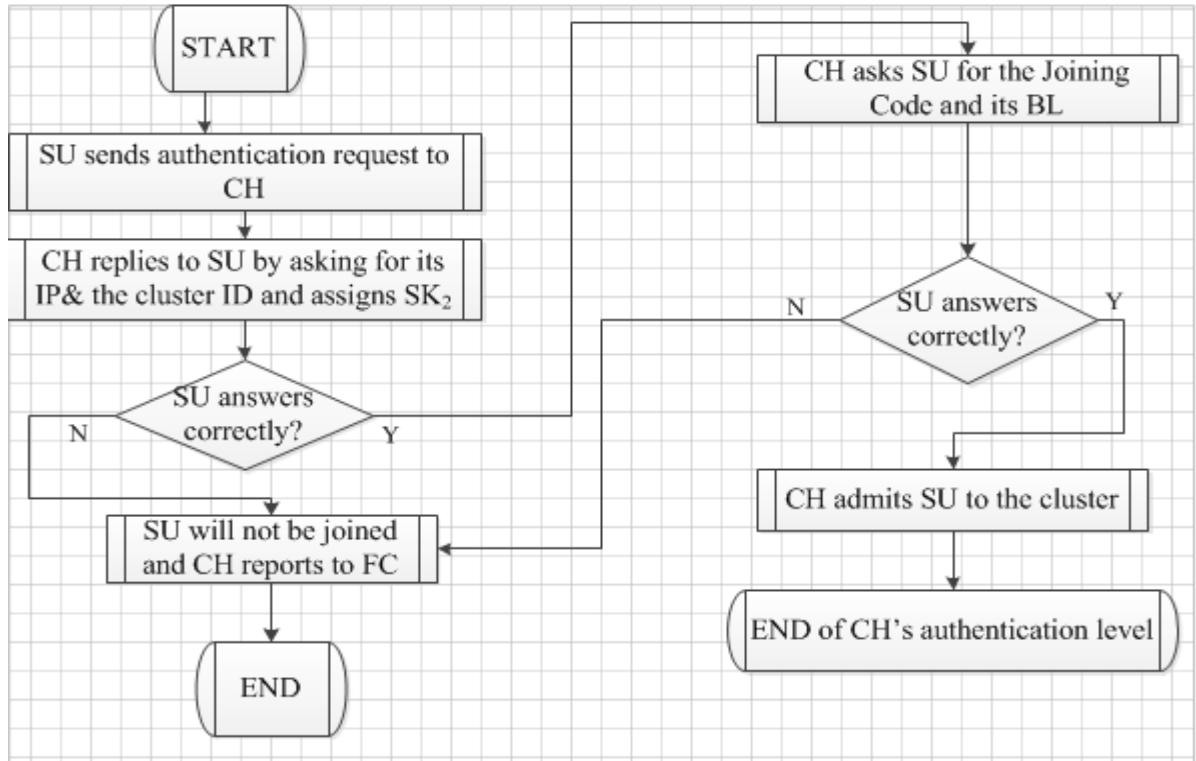 START
SU sends authentication request to
CH
CH replies to SU by asking for its
IP& the cluster ID and assigns SK₂
SU answers
correctly?
N
Y
SU will not be joined
and CH reports to FC
END
CH asks SU for the Joining
Code and its BL
SU answers
correctly?
N
Y
CH admits SU to the cluster
END of CH's authentication level